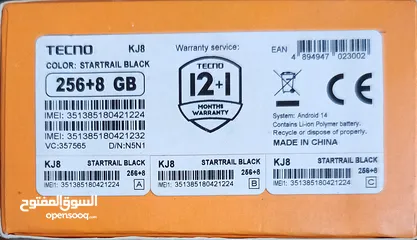 TECNO KJ8
COLOR: STARTRAIL BLACK
256+8 GB
IMEI: 351385180421224
IMEI: 351385180421232
VC:357565 D/N:N5N1
Warranty service:
TECNO
12+1
MONTHS
WARRANTY
EAN
4 894947 023002
CE
System: Android 14
Contains Li-ion Polymer battery.
Recycle or dispose of properly.
MADE IN CHINA
KJ8 STARTRAIL BLACK
256+8
IMEI1: 351385180421224 A
KJ8 STARTRAIL BLACK
256+8
IMEI1: 351385180421224 B
KJ8 STARTRAIL BLACK
256+8
IMEI1: 351385180421224 C
السوق المفتوح
opensooq.com